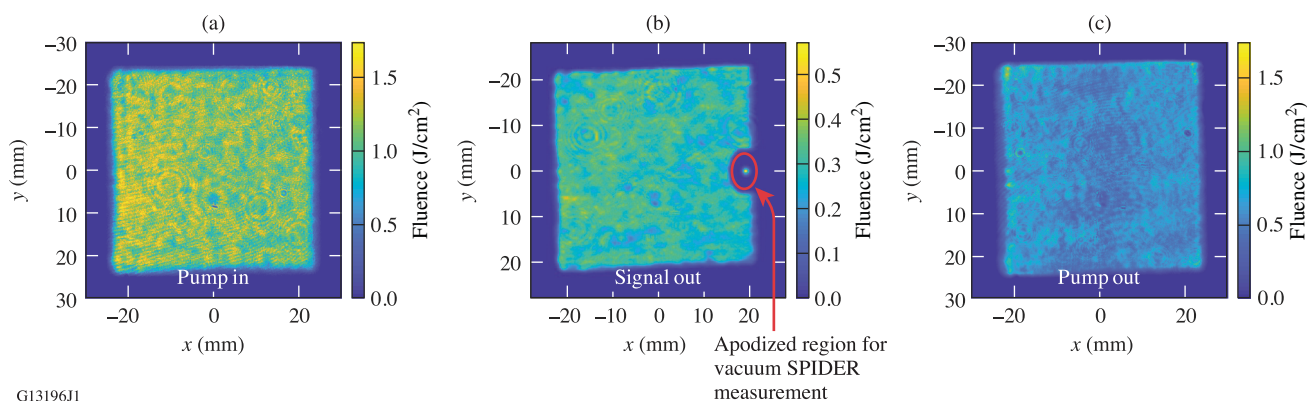 (a)
−30
−20
−10
0
10
20
30
y (mm)
−20
0
20
x (mm)
Pump in
1.5
1.0
0.5
0.0
Fluence (J/cm²)
(b)
−20
−10
0
10
20
y (mm)
−20
−10
0
10
20
x (mm)
Signal out
0.5
0.4
0.3
0.2
0.1
0.0
Fluence (J/cm²)
Apodized region for
vacuum SPIDER
measurement
(c)
−30
−20
−10
0
10
20
30
y (mm)
−20
0
20
x (mm)
Pump out
1.5
1.0
0.5
0.0
Fluence (J/cm²)
G13196J1